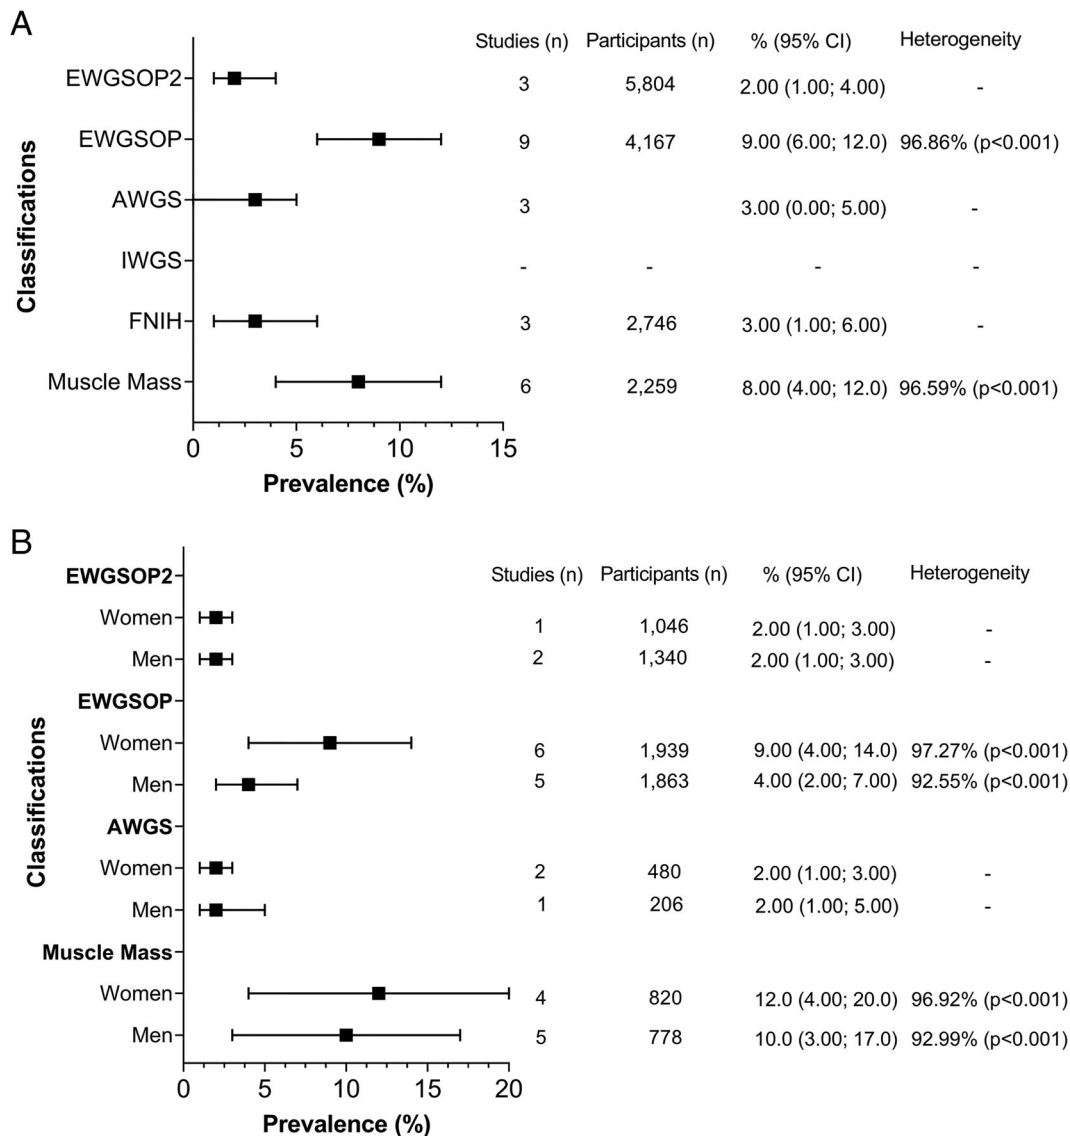 A
Studies (n) Participants (n) % (95% CI) Heterogeneity
EWGSOP2 3 5,804 2.00 (1.00; 4.00) -
EWGSOP 9 4,167 9.00 (6.00; 12.0) 96.86% (p<0.001)
AWGS 3 3.00 (0.00; 5.00) -
IWGS - - - -
FNIH 3 2,746 3.00 (1.00; 6.00) -
Muscle Mass 6 2,259 8.00 (4.00; 12.0) 96.59% (p<0.001)
Classifications
0 5 10 15
Prevalence (%)
B
EWGSOP2 Studies (n) Participants (n) % (95% CI) Heterogeneity
Women 1 1,046 2.00 (1.00; 3.00) -
Men 2 1,340 2.00 (1.00; 3.00) -
EWGSOP
Women 6 1,939 9.00 (4.00; 14.0) 97.27% (p<0.001)
Men 5 1,863 4.00 (2.00; 7.00) 92.55% (p<0.001)
AWGS
Women 2 480 2.00 (1.00; 3.00) -
Men 1 206 2.00 (1.00; 5.00) -
Muscle Mass
Women 4 820 12.0 (4.00; 20.0) 96.92% (p<0.001)
Men 5 778 10.0 (3.00; 17.0) 92.99% (p<0.001)
Classifications
0 5 10 15 20
Prevalence (%)